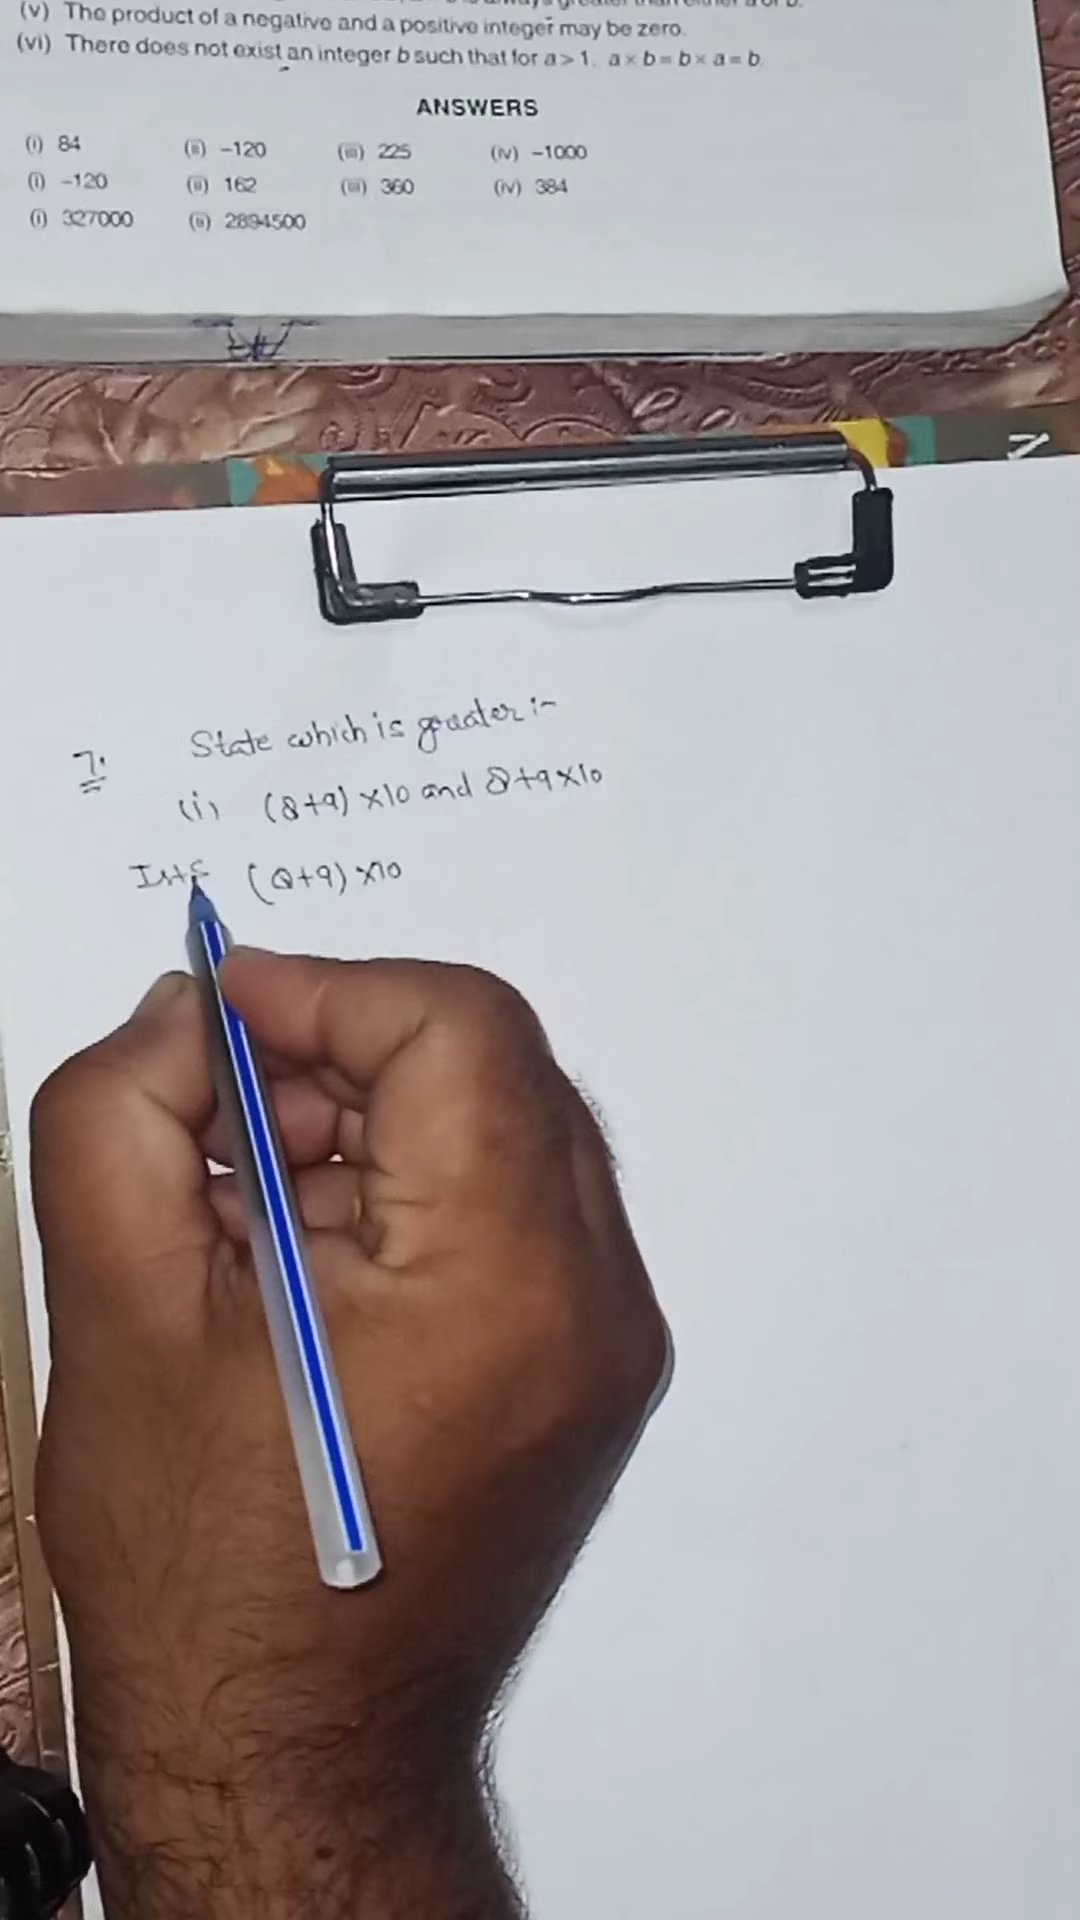 (v) The product of a negative and a positive integer may be zero.
(vi) There does not exist an integer b such that for a > 1, a × b = b × a = b.
ANSWERS
(i) 84 (ii) -120 (iii) 225 (iv) -1000
(i) -120 (ii) 162 (iii) 360 (iv) 384
(i) 327000 (ii) 2894500
7. State which is greater :-
(i) (8+9) ×10 and 8+9×10
(8+9) ×10